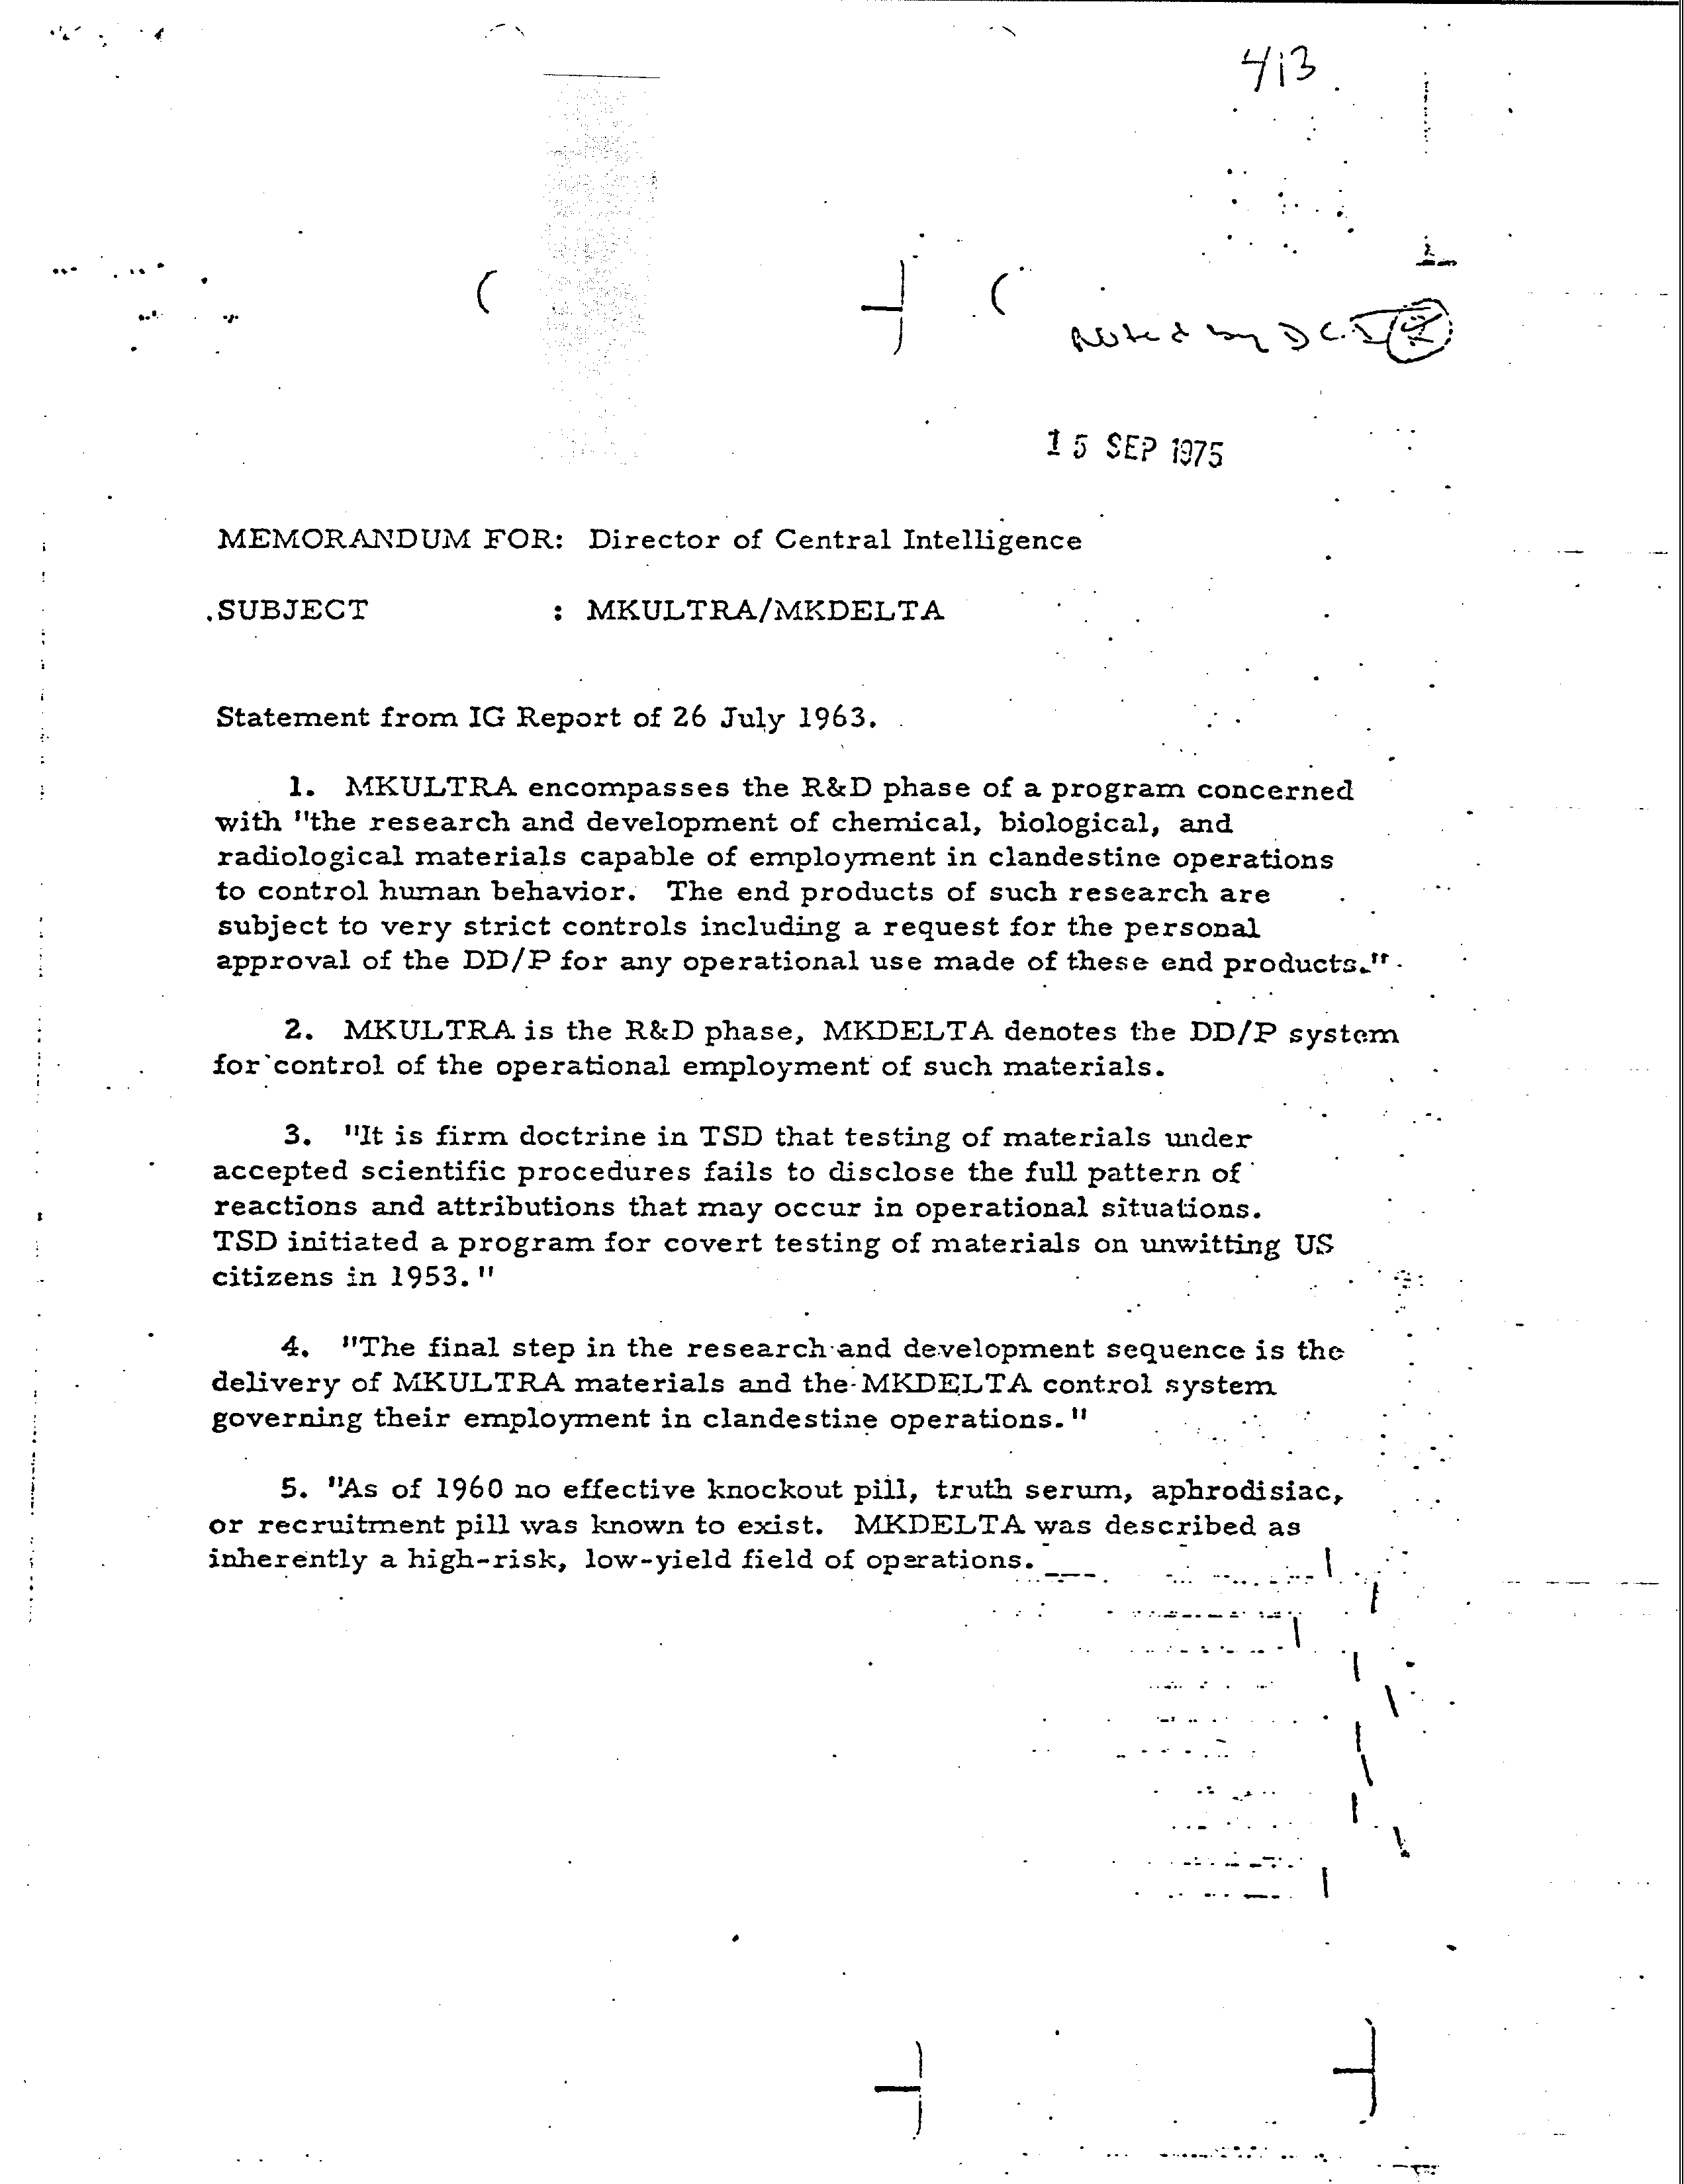 413
Noted by DCI
15 SEP 1975
MEMORANDUM FOR: Director of Central Intelligence
SUBJECT : MKULTRA/MKDELTA
Statement from IG Report of 26 July 1963.
1. MKULTRA encompasses the R&D phase of a program concerned
with "the research and development of chemical, biological, and
radiological materials capable of employment in clandestine operations
to control human behavior. The end products of such research are
subject to very strict controls including a request for the personal
approval of the DD/P for any operational use made of these end products."
2. MKULTRA is the R&D phase, MKDELTA denotes the DD/P system
for control of the operational employment of such materials.
3. "It is firm doctrine in TSD that testing of materials under
accepted scientific procedures fails to disclose the full pattern of
reactions and attributions that may occur in operational situations.
TSD initiated a program for covert testing of materials on unwitting US
citizens in 1953."
4. "The final step in the research and development sequence is the
delivery of MKULTRA materials and the MKDELTA control system
governing their employment in clandestine operations."
5. "As of 1960 no effective knockout pill, truth serum, aphrodisiac,
or recruitment pill was known to exist. MKDELTA was described as
inherently a high-risk, low-yield field of operations.